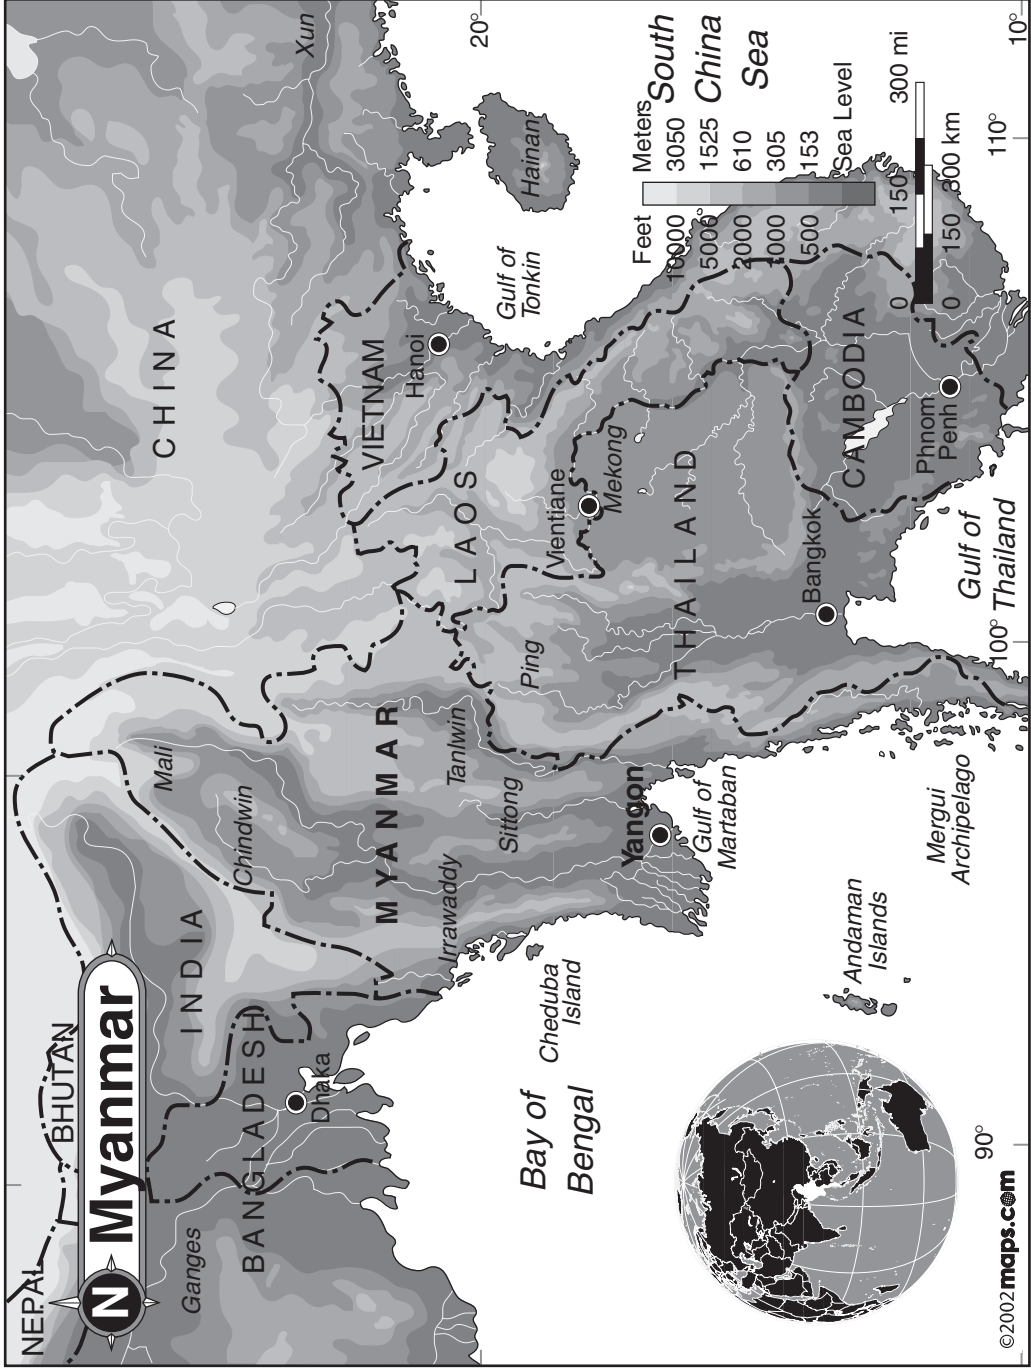 NEPAL
BHUTAN
N Myanmar
CHINA
INDIA
Ganges
BANGLADESH
Dhaka
Mali
Chindwin
MYANMAR
Irrawaddy
Tanlwin
Sittong
Yangon
Gulf of
Martaban
Cheduba
Island
Bay of
Bengal
Andaman
Islands
Mergui
Archipelago
Xun
VIETNAM
Hanoi
Gulf of
Tonkin
Hainan
LAOS
Vientiane
Mekong
Ping
THAILAND
Bangkok
CAMBODIA
Phnom
Penh
Gulf of
Thailand
South
China
Sea
Feet Meters
10000 3050
5000 1525
2000 610
1000 305
500 153
Sea Level
0 150 300 mi
0 150 300 km
20°
10°
90°
100°
110°
©2002maps.com